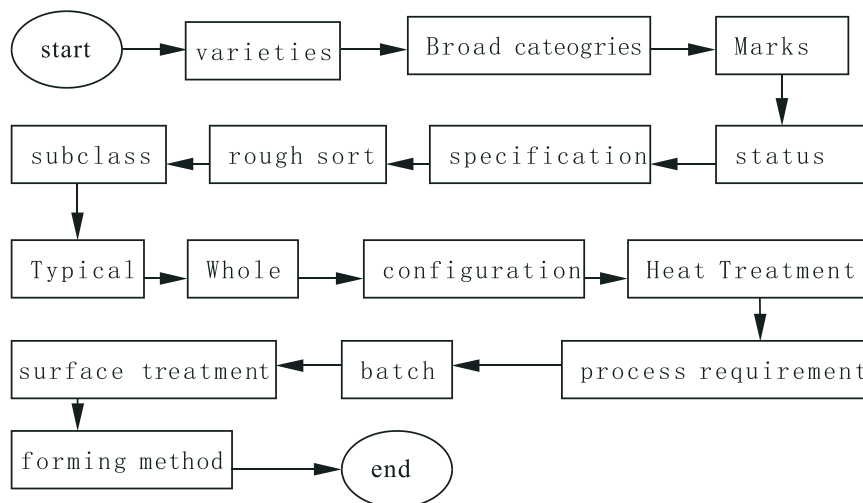 start
varieties
Broad cateogries
Marks
status
specification
rough sort
subclass
Typical
Whole
configuration
Heat Treatment
process requirement
batch
surface treatment
forming method
end